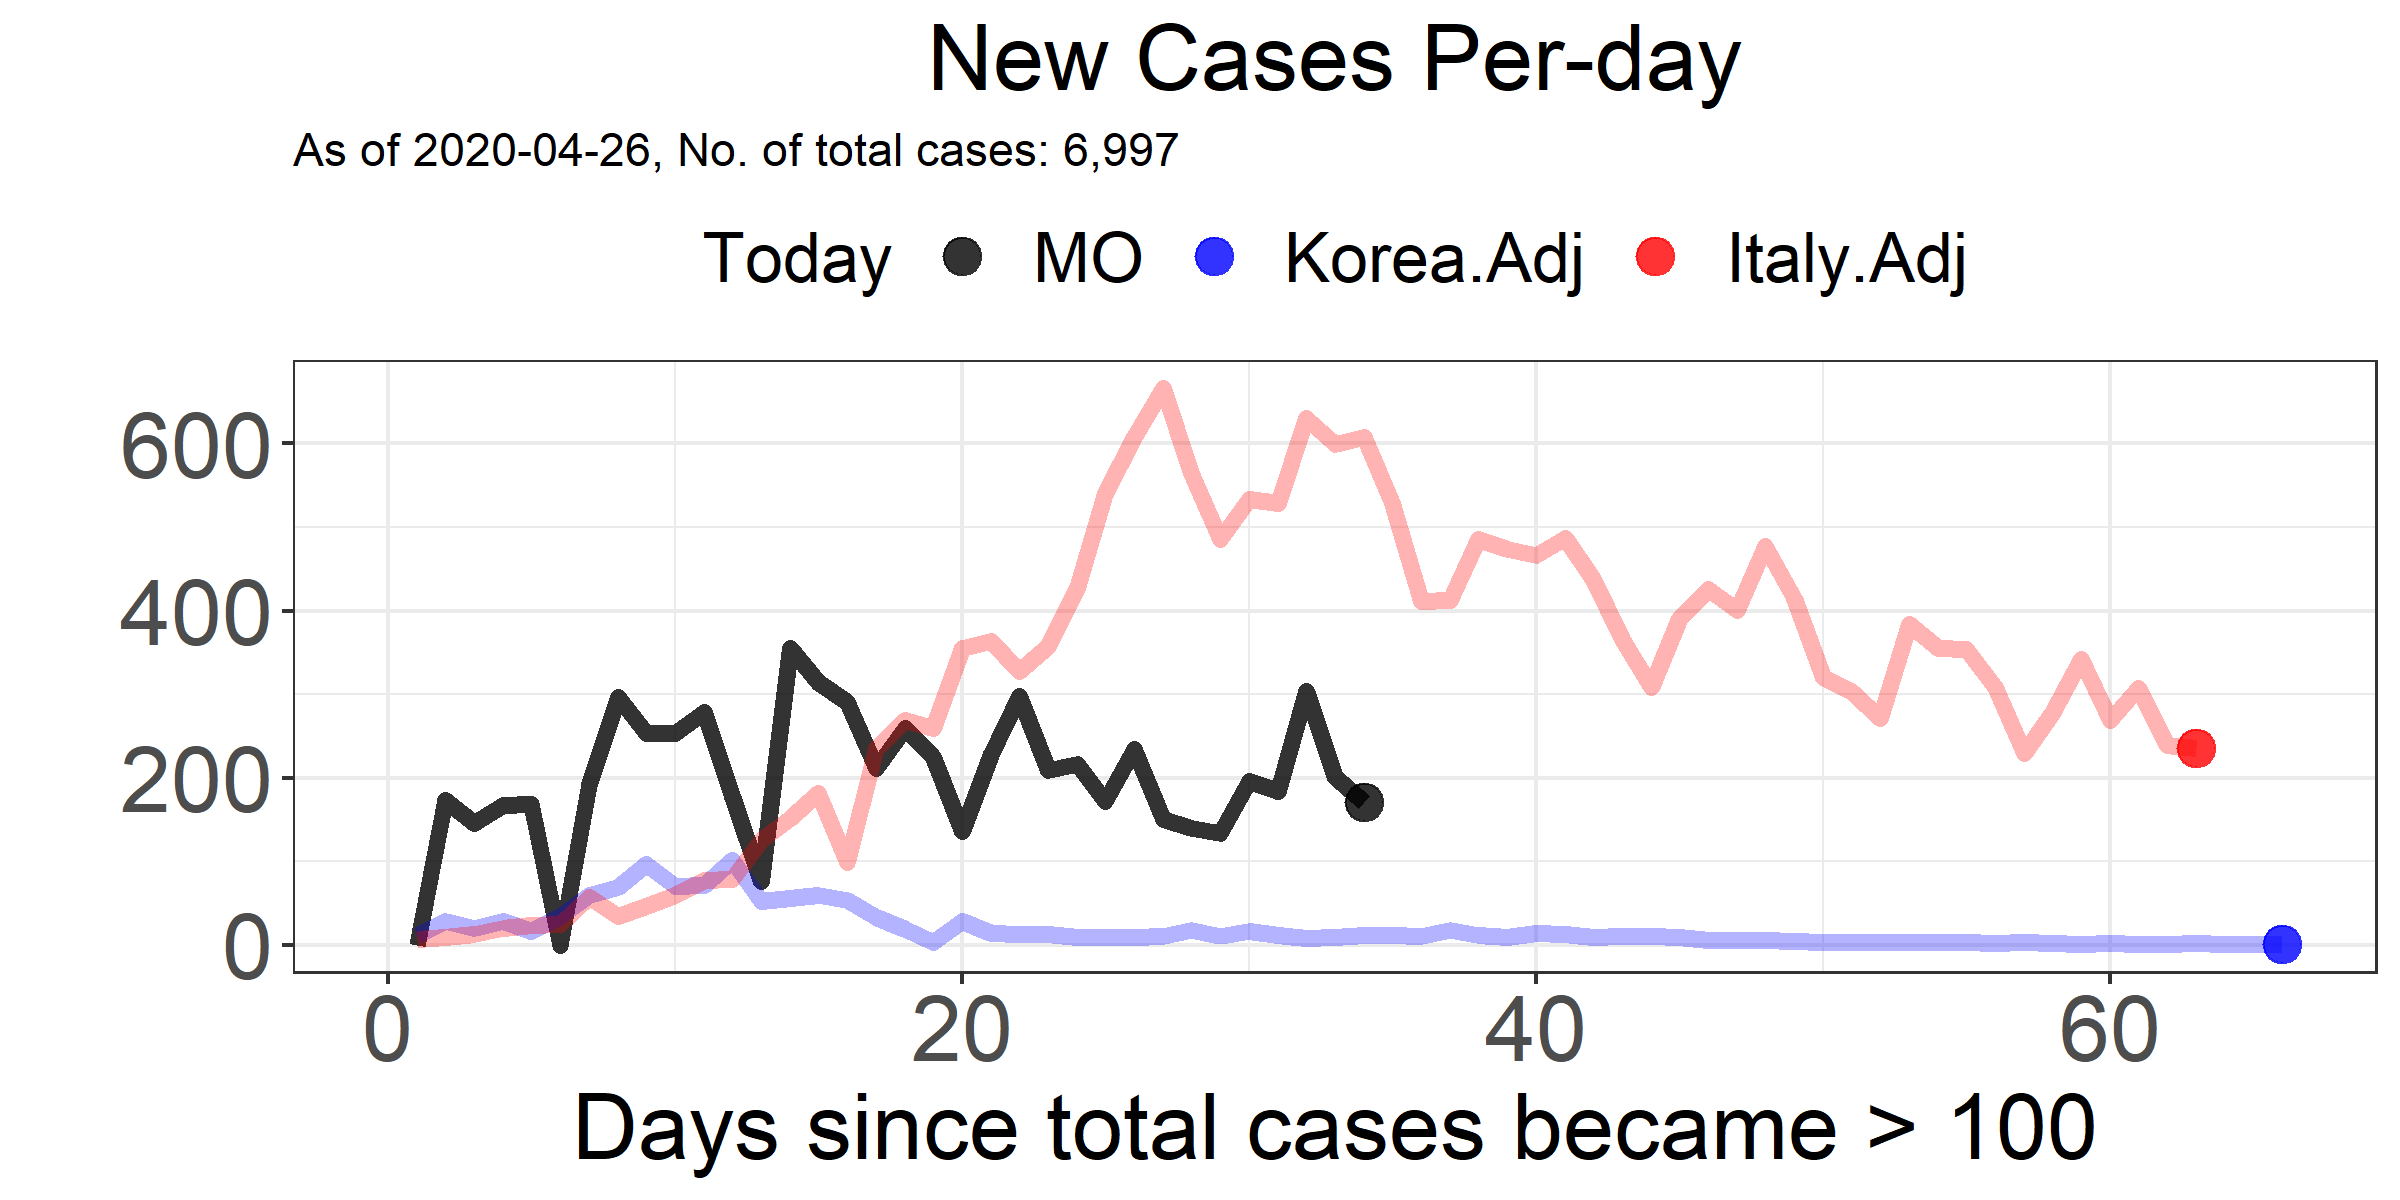 New Cases Per-day
As of 2020-04-26, No. of total cases: 6,997
Today MO Korea.Adj Italy.Adj
600
400
200
0
0 20 40 60
Days since total cases became > 100